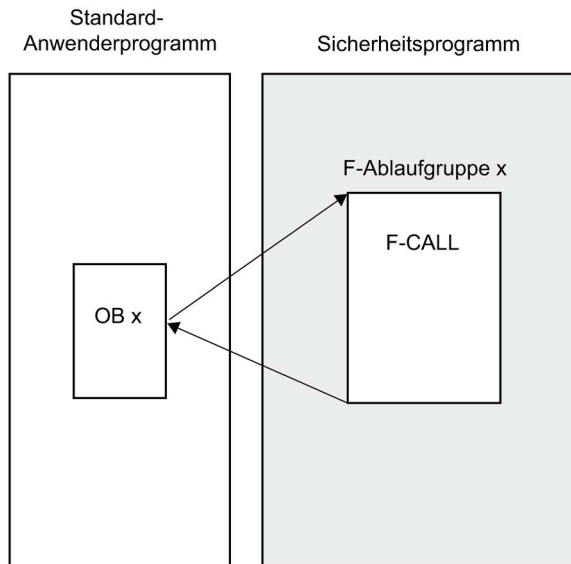 Standard-
Anwenderprogramm
Sicherheitsprogramm
F-Ablaufgruppe x
F-CALL
OB x